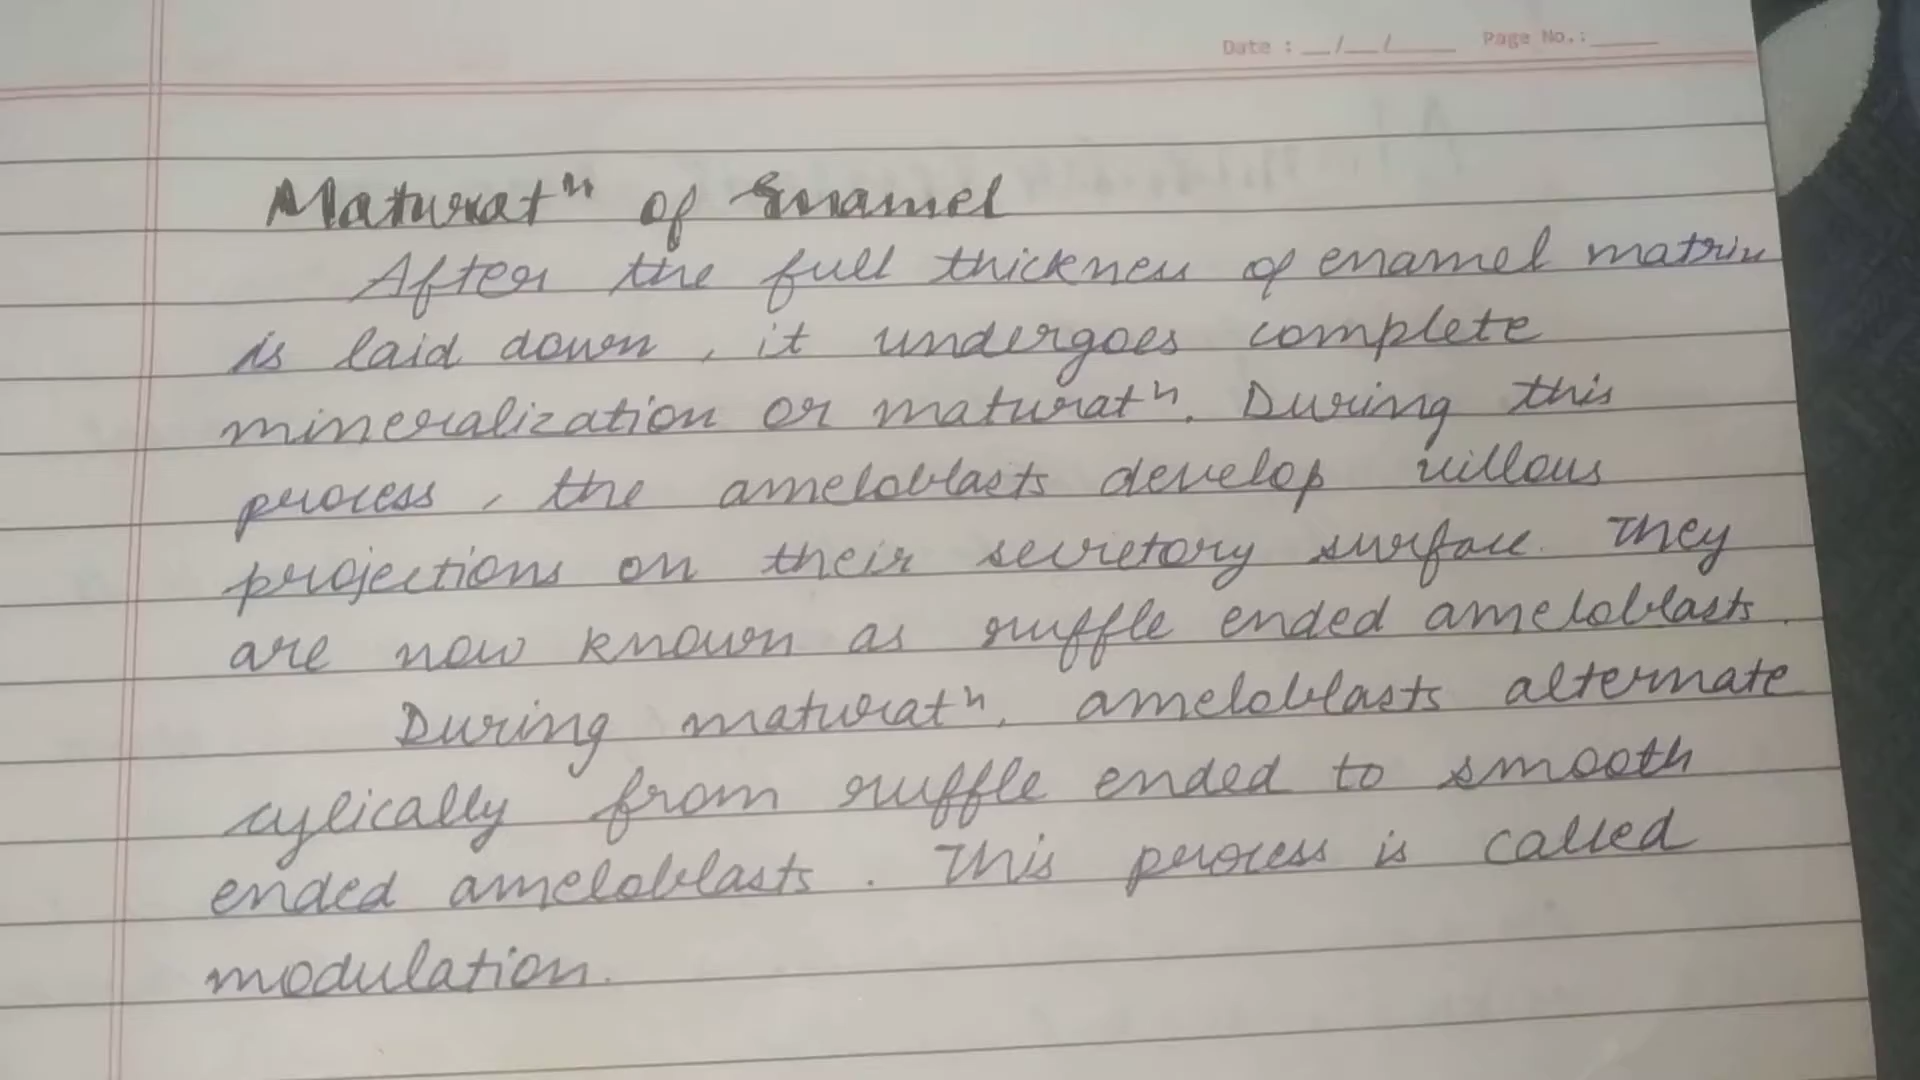 Date : __/__/____ Page No.:_____
Maturatⁿ of Enamel
After the full thickness of enamel matrix
is laid down, it undergoes complete
mineralization or maturatⁿ. During this
process, the ameloblasts develop villous
projections on their secretory surface. They
are now known as ruffle ended ameloblasts.
During maturatⁿ, ameloblasts alternate
cylically from ruffle ended to smooth
ended ameloblasts. This process is called
modulation.